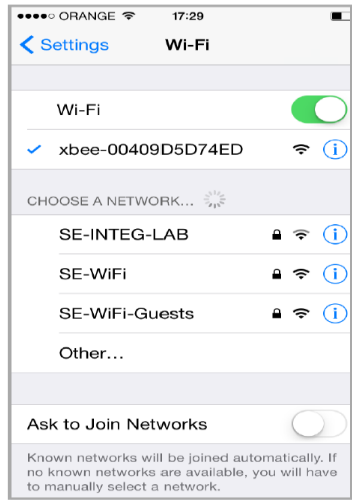 ORANGE 17:29
Settings Wi-Fi
Wi-Fi
xbee-00409D5D74ED
CHOOSE A NETWORK...
SE-INTEG-LAB
SE-WiFi
SE-WiFi-Guests
Other...
Ask to Join Networks
Known networks will be joined automatically. If
no known networks are available, you will have
to manually select a network.